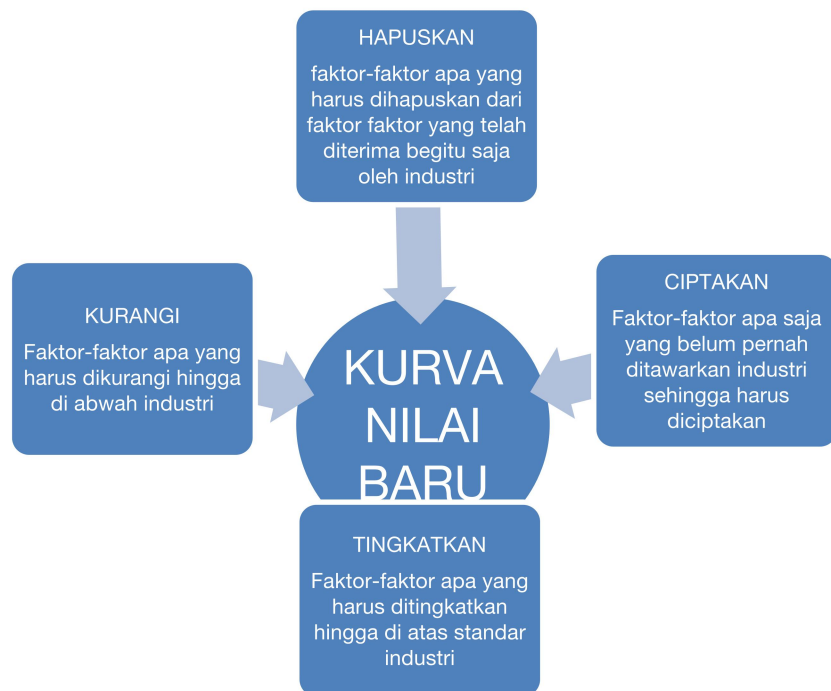 HAPUSKAN
faktor-faktor apa yang
harus dihapuskan dari
faktor faktor yang telah
diterima begitu saja
oleh industri
KURANGI
Faktor-faktor apa yang
harus dikurangi hingga
di abwah industri
CIPTAKAN
Faktor-faktor apa saja
yang belum pernah
ditawarkan industri
sehingga harus
diciptakan
KURVA
NILAI
BARU
TINGKATKAN
Faktor-faktor apa yang
harus ditingkatkan
hingga di atas standar
industri